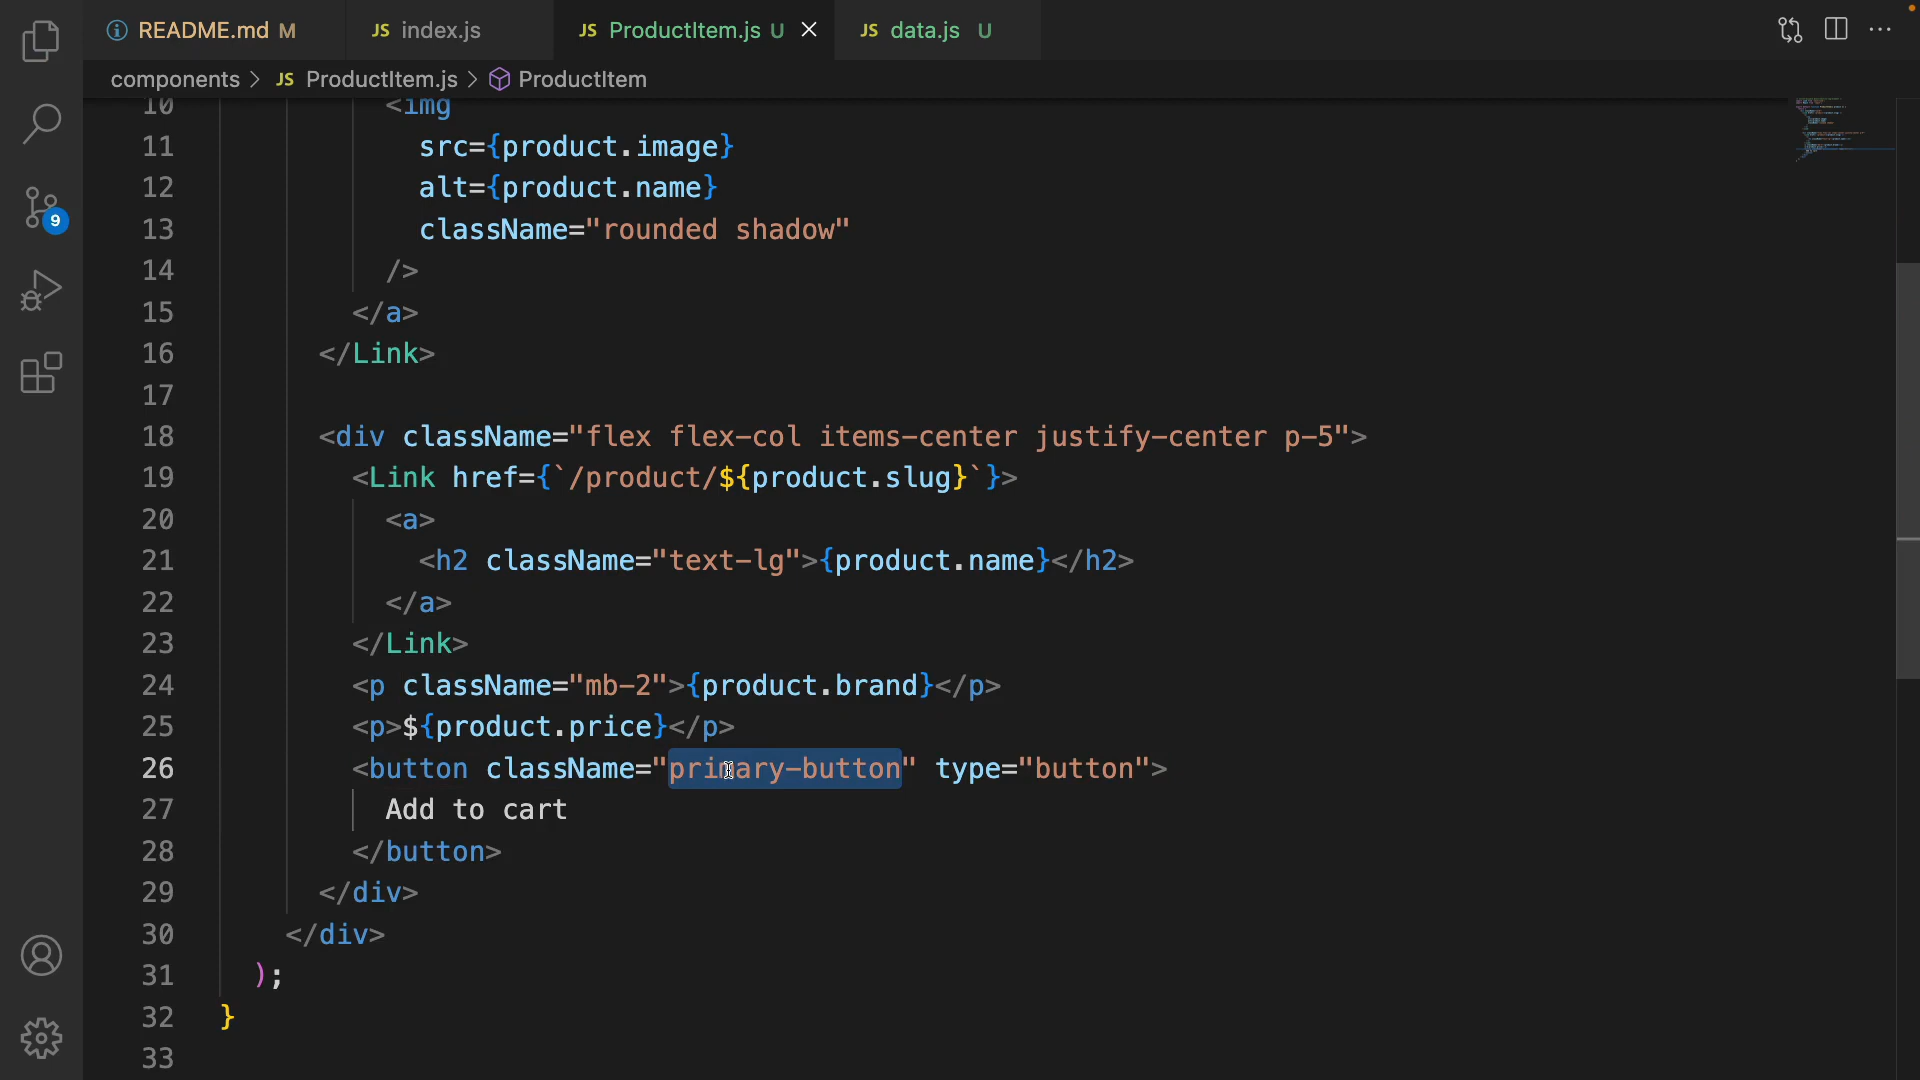 README.md M
JS index.js
JS ProductItem.js U
JS data.js U
components > JS ProductItem.js > ProductItem
9
10 <img
11 src={product.image}
12 alt={product.name}
13 className="rounded shadow"
14 />
15 </a>
16 </Link>
17
18 <div className="flex flex-col items-center justify-center p-5">
19 <Link href={`/product/${product.slug}`}>
20 <a>
21 <h2 className="text-lg">{product.name}</h2>
22 </a>
23 </Link>
24 <p className="mb-2">{product.brand}</p>
25 <p>${product.price}</p>
26 <button className="primary-button" type="button">
27 Add to cart
28 </button>
29 </div>
30 </div>
31 );
32 }
33